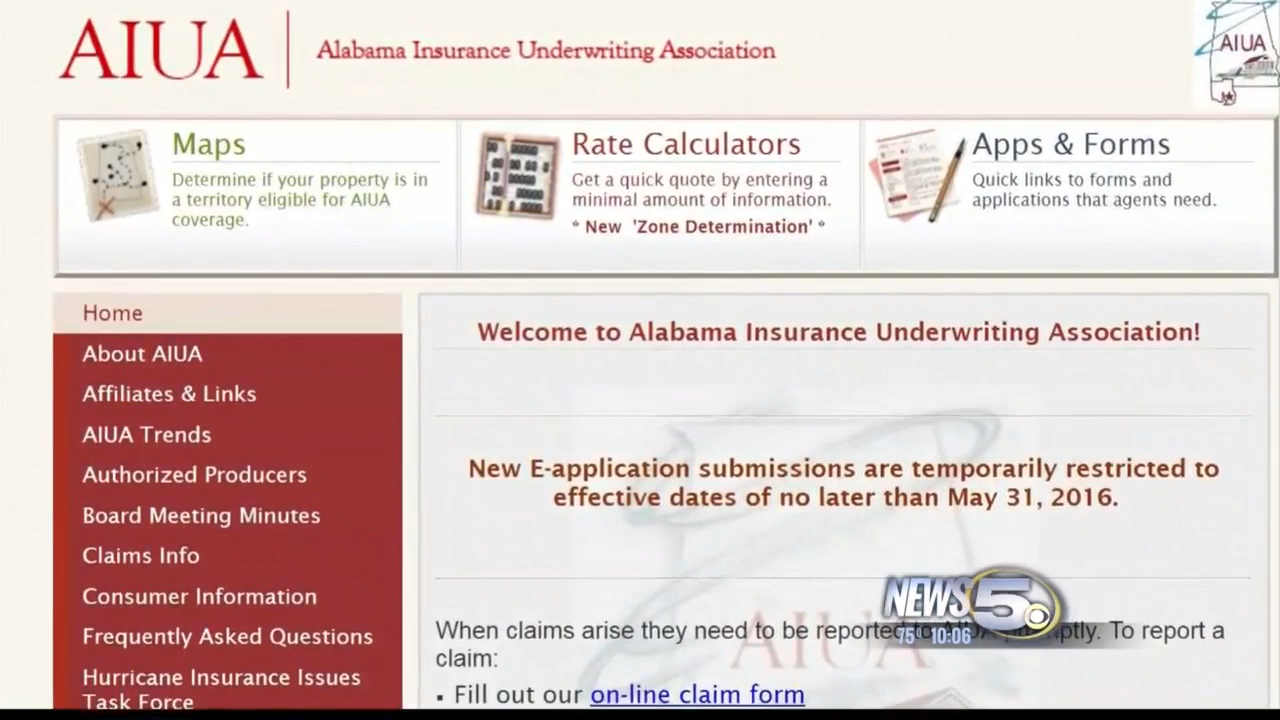 AIUA
Alabama Insurance Underwriting Association
AIUA
Maps
Determine if your property is in
a territory eligible for AIUA
coverage.
Rate Calculators
Get a quick quote by entering a
minimal amount of information.
* New 'Zone Determination' *
Apps & Forms
Quick links to forms and
applications that agents need.
Home
About AIUA
Affiliates & Links
AIUA Trends
Authorized Producers
Board Meeting Minutes
Claims Info
Consumer Information
Frequently Asked Questions
Hurricane Insurance Issues
Task Force
Welcome to Alabama Insurance Underwriting Association!
New E-application submissions are temporarily restricted to
effective dates of no later than May 31, 2016.
When claims arise they need to be reported to AIUA promptly. To report a
claim:
▪ Fill out our on-line claim form
AIUA
NEWS 5
75° 10:06